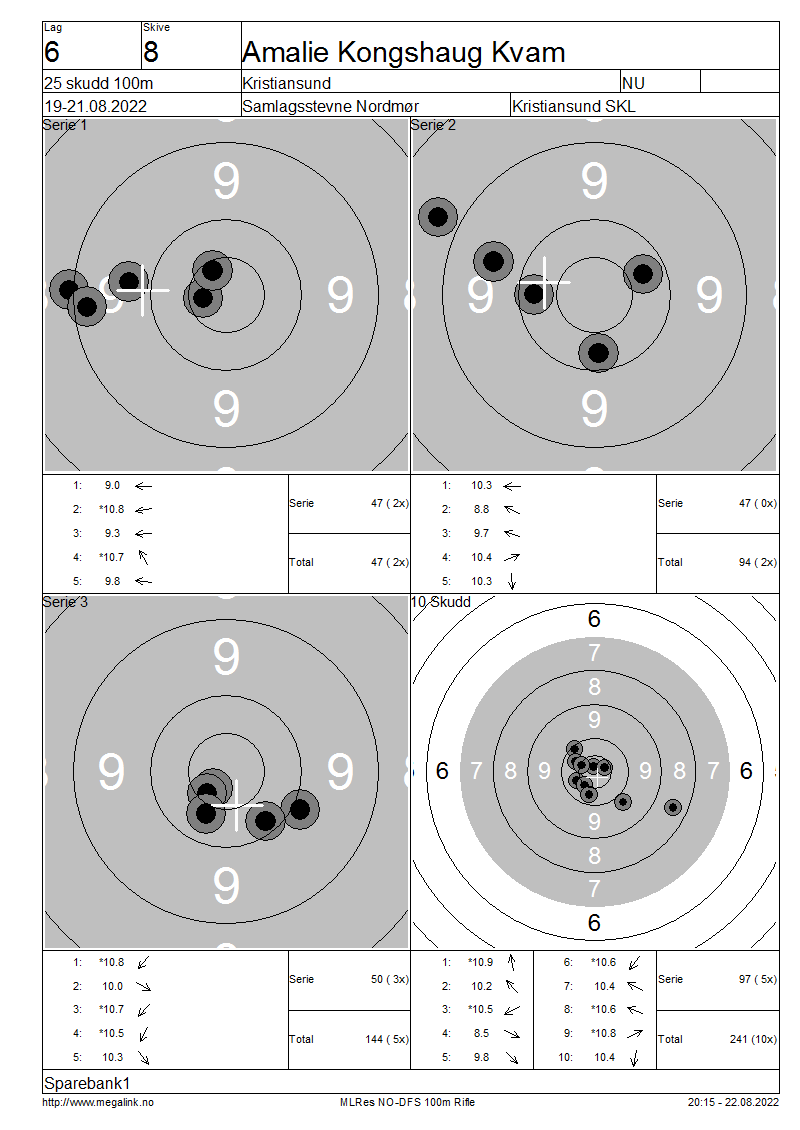 Lag Skive
6 8 Amalie Kongshaug Kvam
25 skudd 100m Kristiansund NU
19-21.08.2022 Samlagsstevne Nordmør Kristiansund SKL
Serie 1
9
9 9
9
8
1: 9.0
2: *10.8
3: 9.3
4: *10.7
5: 9.8
Serie 47 ( 2x)
Total 47 ( 2x)
Serie 2
9
9 9
9
1: 10.3
2: 8.8
3: 9.7
4: 10.4
5: 10.3
Serie 47 ( 0x)
Total 94 ( 2x)
Serie 3
9
9 9
9
1: *10.8
2: 10.0
3: *10.7
4: *10.5
5: 10.3
Serie 50 ( 3x)
Total 144 ( 5x)
10 Skudd
6
7
8
9
6 7 8 9 9 8 7 6
9
8
7
6
1: *10.9 6: *10.6
2: 10.2 7: 10.4
3: *10.5 8: *10.6
4: 8.5 9: *10.8
5: 9.8 10: 10.4
Serie 97 ( 5x)
Total 241 (10x)
Sparebank1
http://www.megalink.no MLRes NO-DFS 100m Rifle 20:15 - 22.08.2022